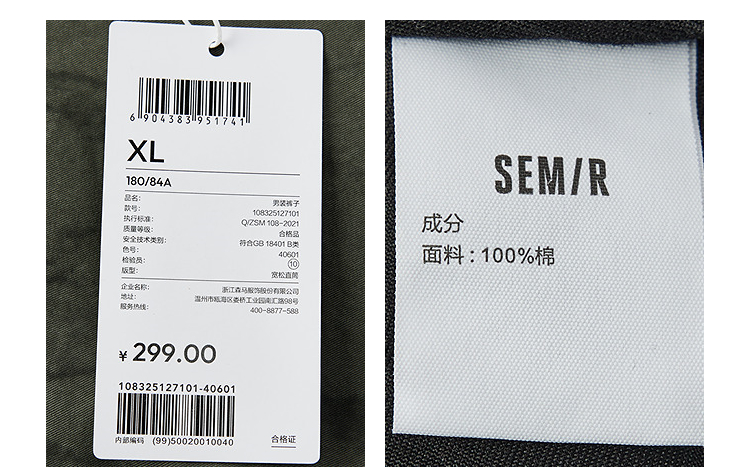 6 904383 951741
XL
180/84A
品名: 男装裤子
款号: 108325127101
执行标准: Q/ZSM 108-2021
质量等级: 合格品
安全技术类别: 符合GB 18401 B类
色号: 40601
检验员: 10
版型: 宽松直筒
企业名称: 浙江森马服饰股份有限公司
地址: 温州市瓯海区娄桥工业园南汇路98号
服务热线: 400-8877-588
¥ 299.00
108325127101-40601
内部编码 (99)50020010040
合格证
SEM/R
成分
面料:100%棉